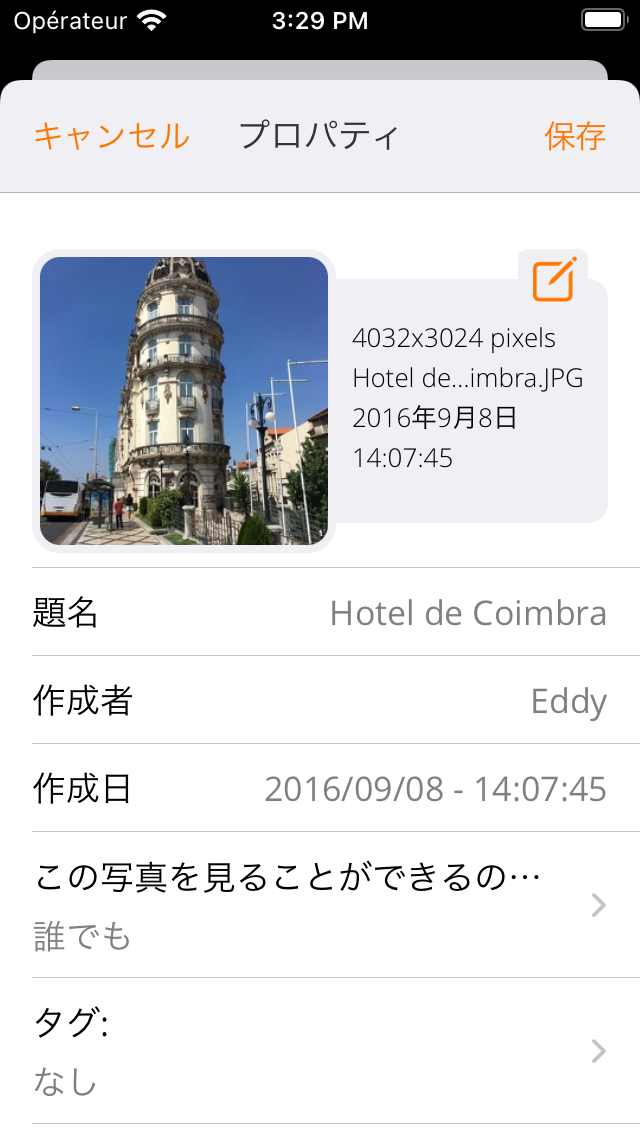 Opérateur 3:29 PM
キャンセル プロパティ 保存
4032x3024 pixels
Hotel de...imbra.JPG
2016年9月8日
14:07:45
題名 Hotel de Coimbra
作成者 Eddy
作成日 2016/09/08 - 14:07:45
この写真を見ることができるの…
誰でも
タグ:
なし